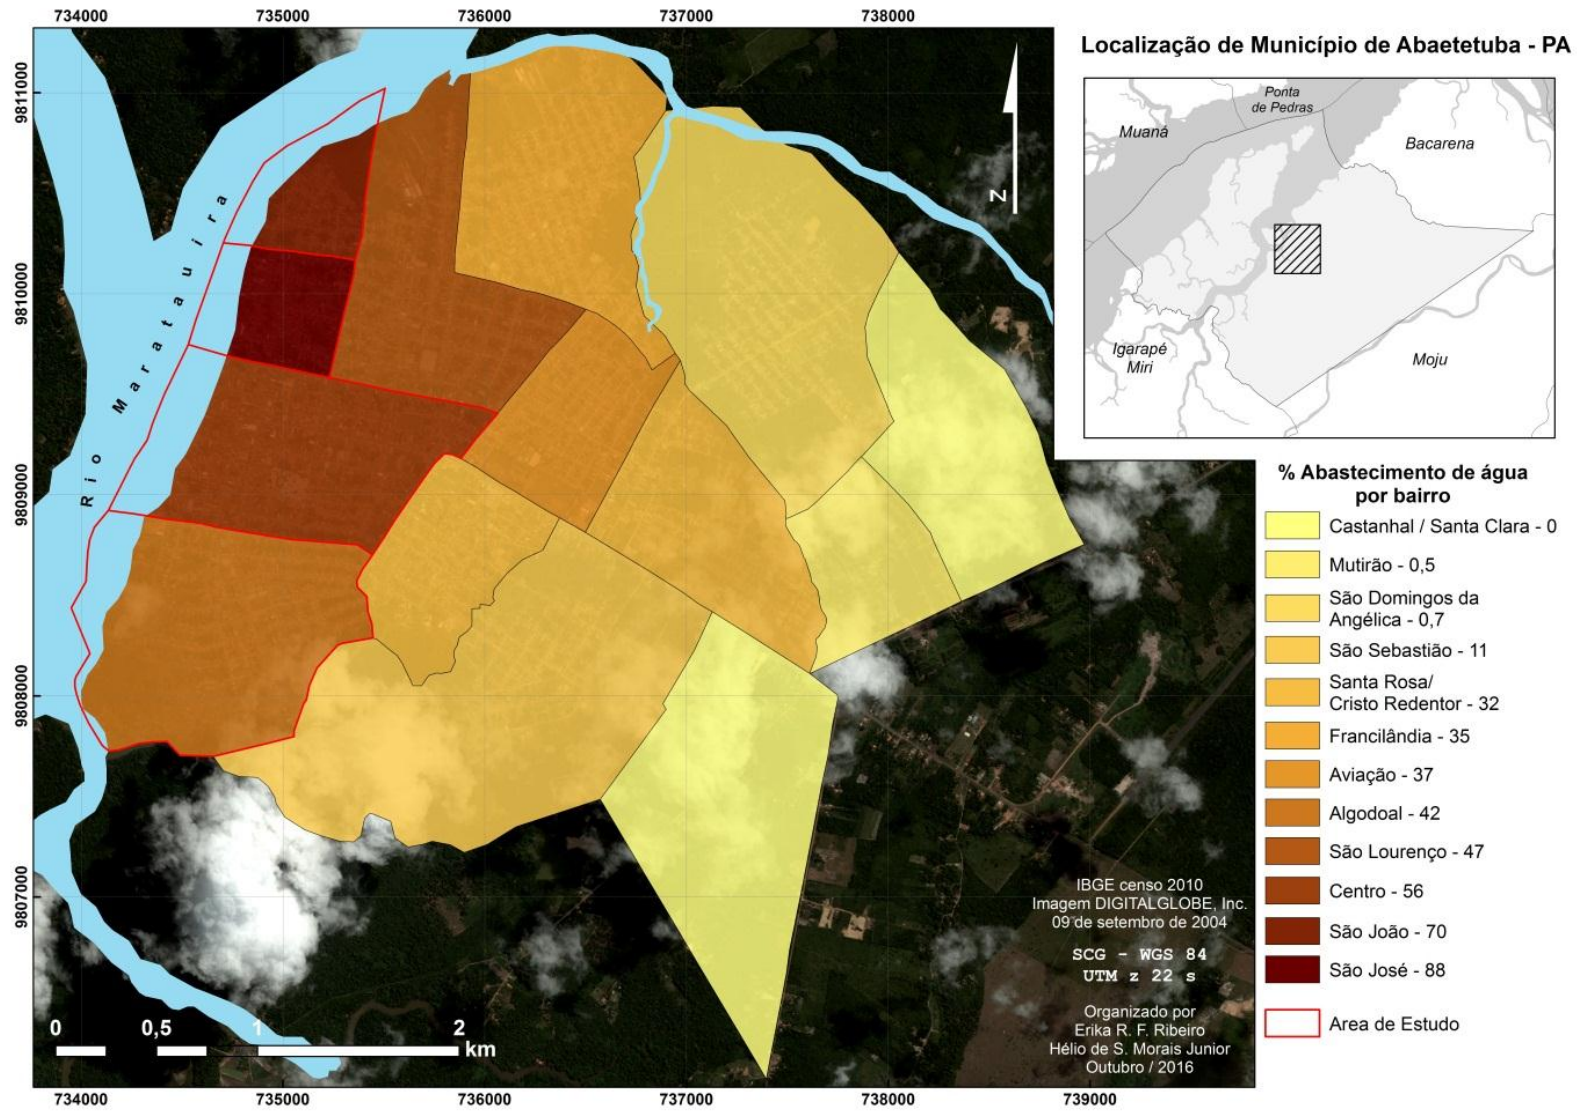 734000 735000 736000 737000 738000
Localização de Município de Abaetetuba - PA
Ponta
de Pedras
Muaná
Bacarena
Igarapé
Miri
Moju
9811000
9810000
9809000
9808000
9807000
N
Rio Maratauira
% Abastecimento de água
por bairro
Castanhal / Santa Clara - 0
Mutirão - 0,5
São Domingos da
Angélica - 0,7
São Sebastião - 11
Santa Rosa/
Cristo Redentor - 32
Francilândia - 35
Aviação - 37
Algodoal - 42
São Lourenço - 47
Centro - 56
São João - 70
São José - 88
Area de Estudo
IBGE censo 2010
Imagem DIGITALGLOBE, Inc.
09 de setembro de 2004
SCG - WGS 84
UTM z 22 s
Organizado por
Erika R. F. Ribeiro
Hélio de S. Morais Junior
Outubro / 2016
0 0,5 1 2
km
734000 735000 736000 737000 738000 739000